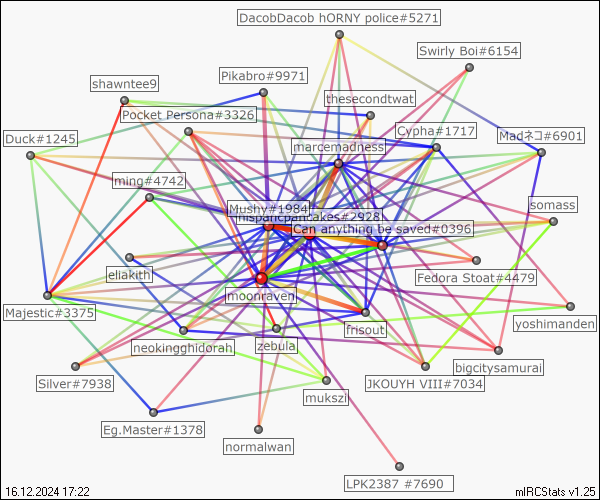 DacobDacob hORNY police#5271
Swirly Boi#6154
Pikabro#9971
shawntee9
thesecondtwat
Pocket Persona#3326
Cypha#1717
Madネコ#6901
Duck#1245
marcemadness
ming#4742
Mushy#1984
somass
pancakes#2928
Can anything be saved#0396
eliakith
Fedora Stoat#4479
moonraven
Majestic#3375
yoshimanden
frisout
zebula
neokingghidorah
bigcitysamurai
Silver#7938
JKOUYH VIII#7034
mukszi
Eg.Master#1378
normalwan
LPK2387 #7690
16.12.2024 17:22
mIRCStats v1.25